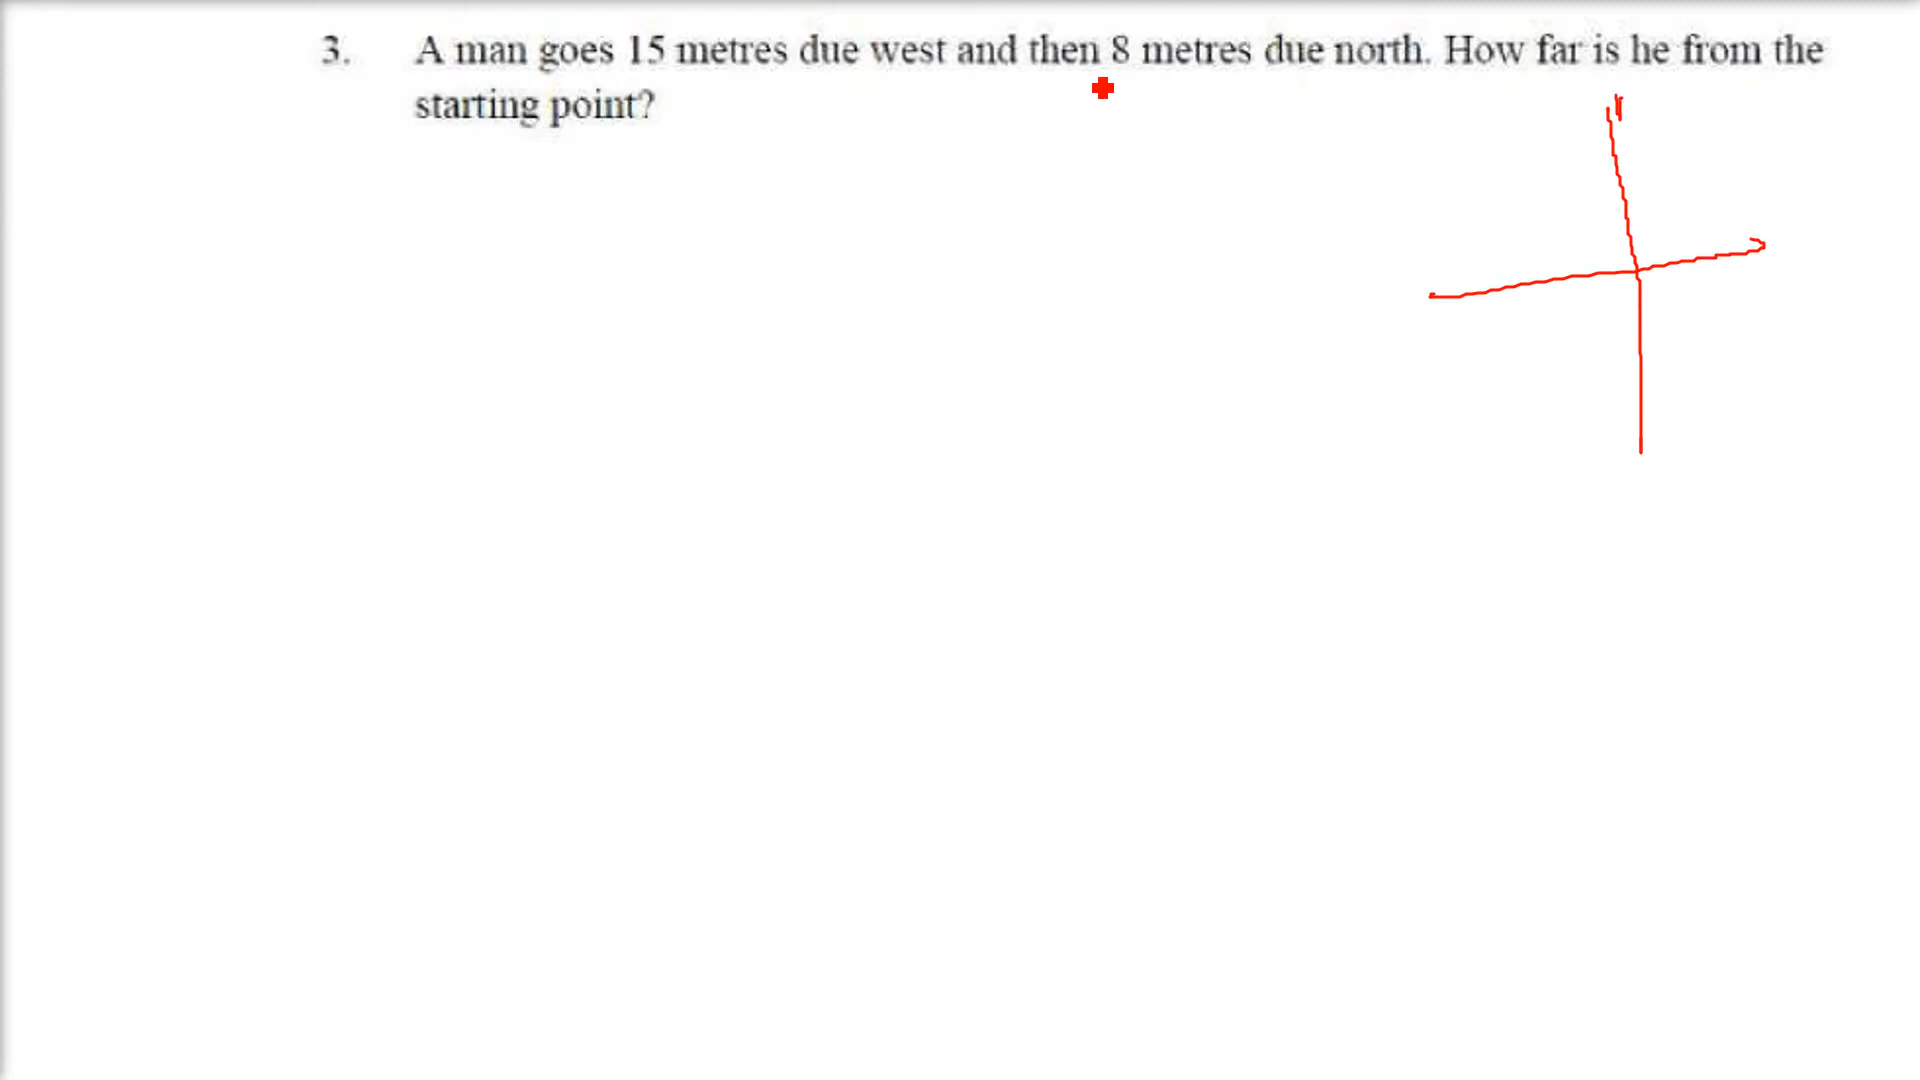 3. A man goes 15 metres due west and then 8 metres due north. How far is he from the
starting point?